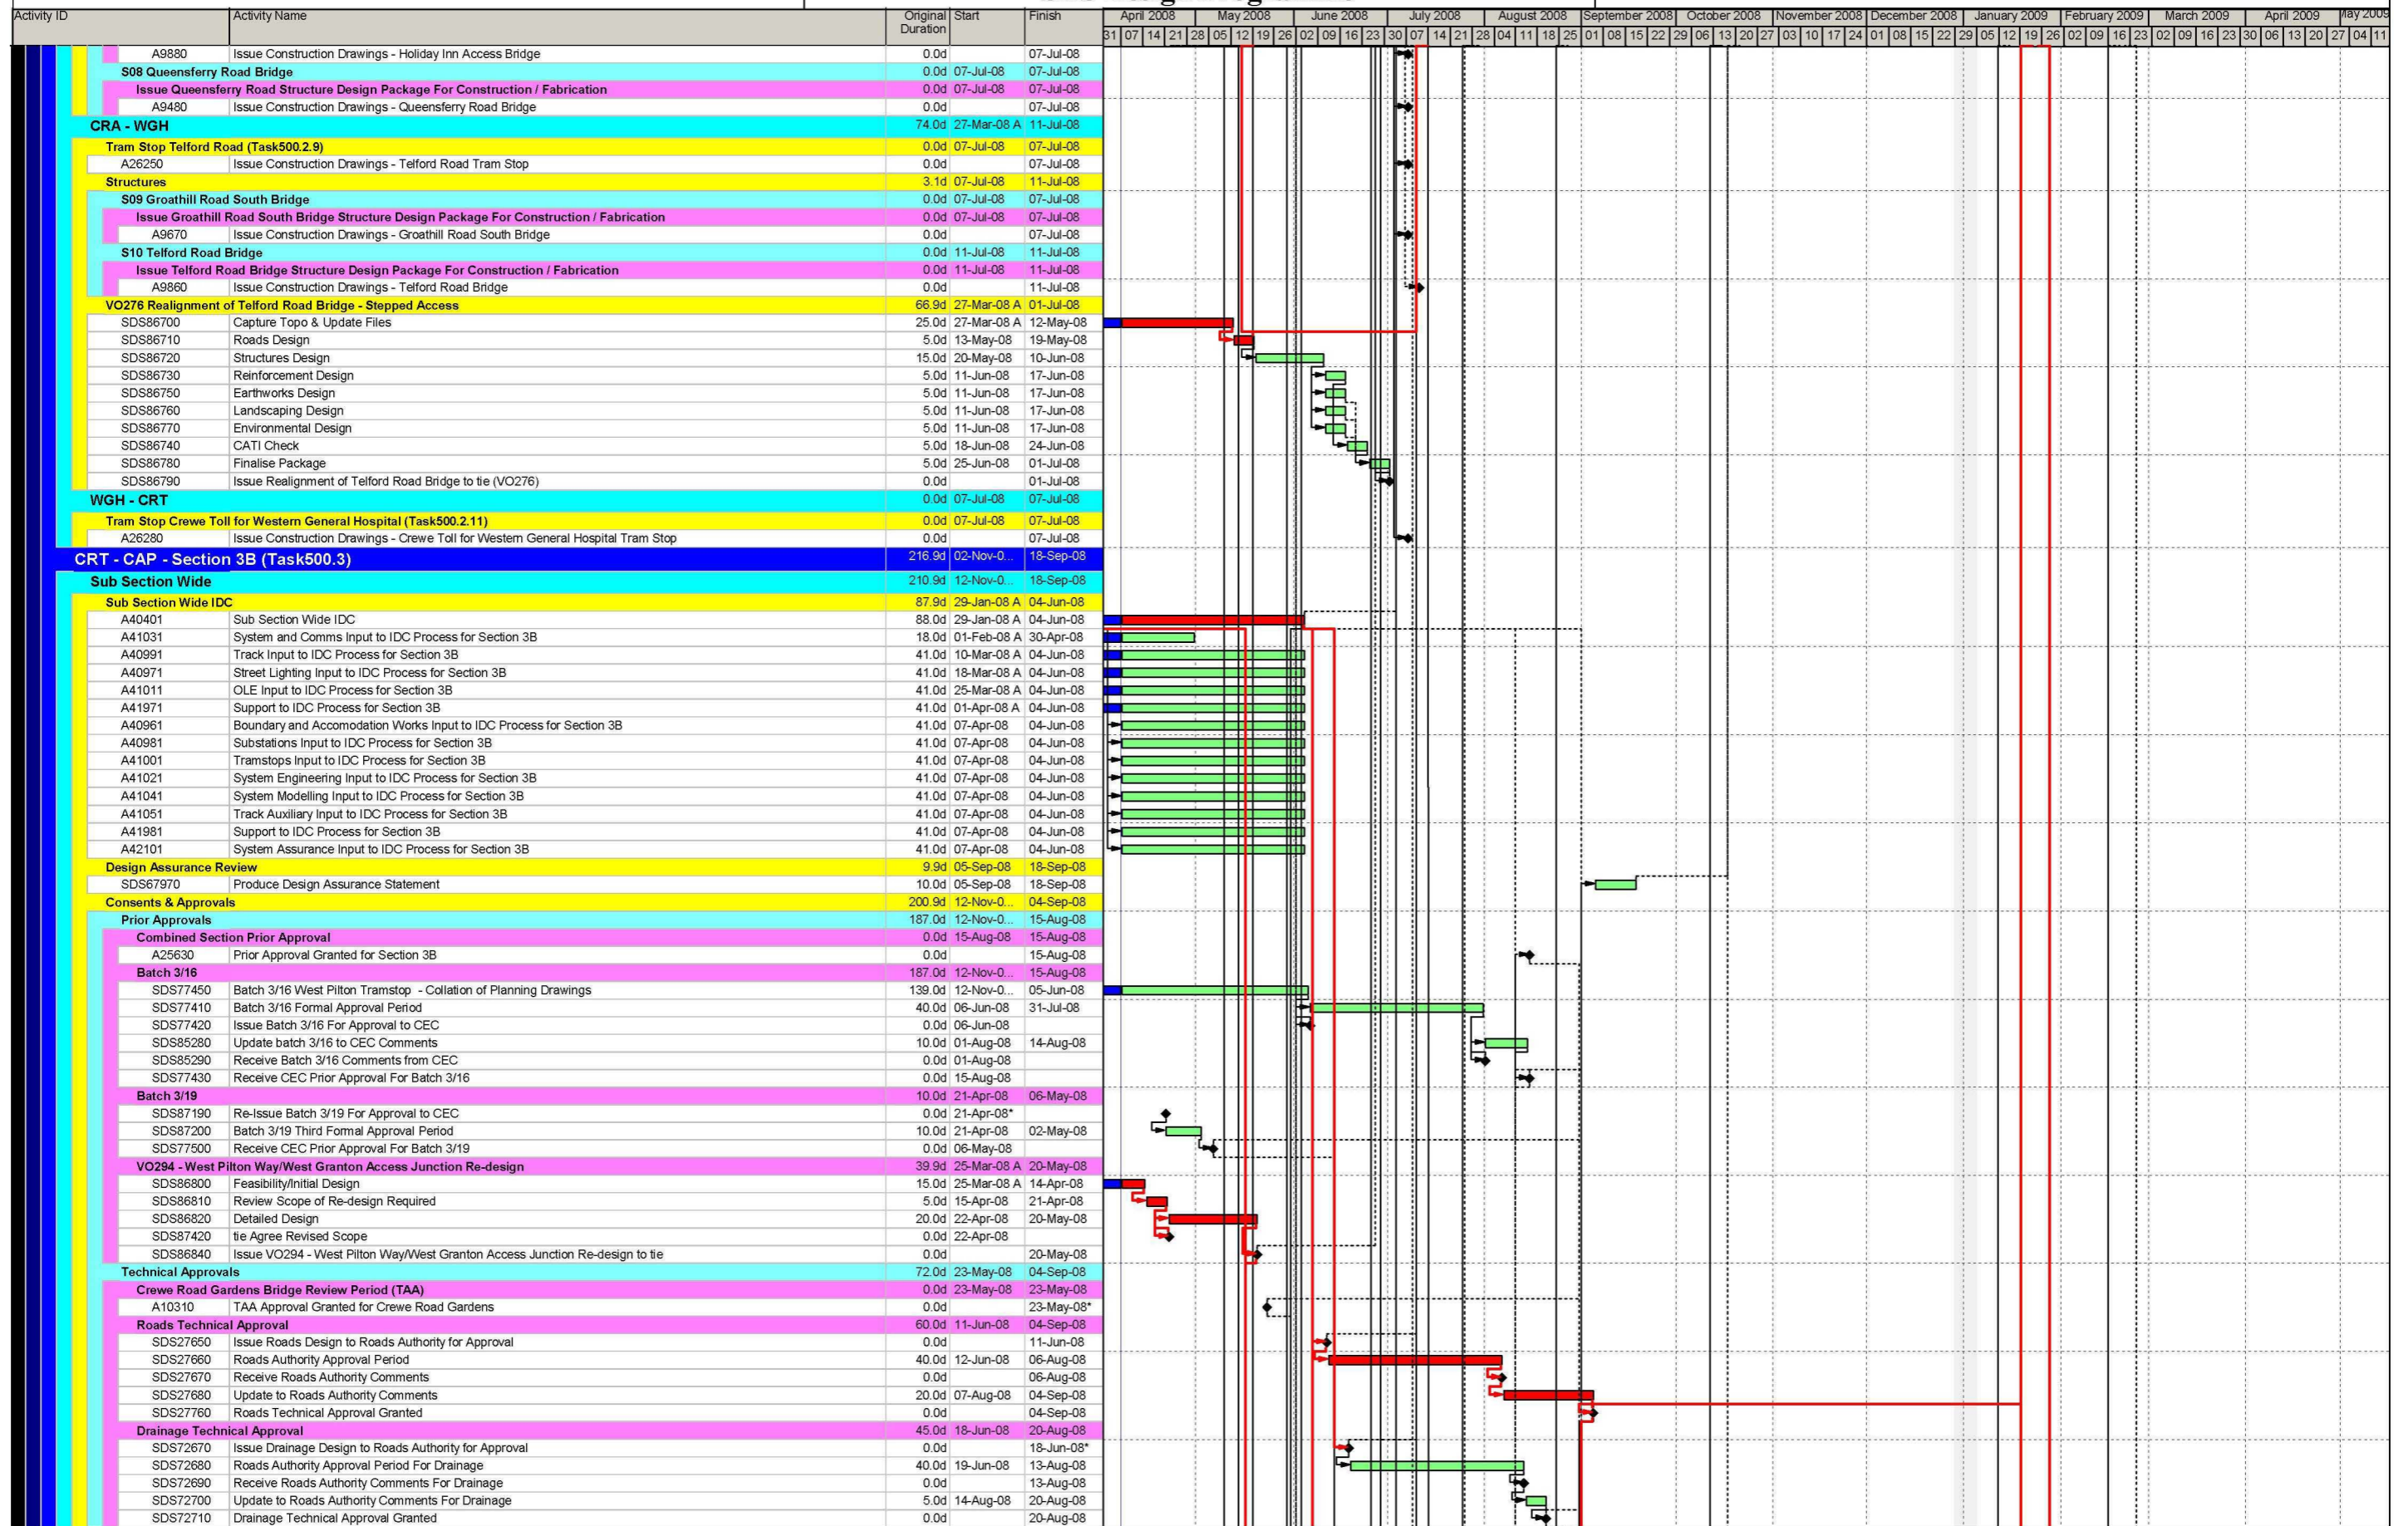 Activity ID Activity Name Original Duration Start Finish April 2008 May 2008 June 2008 July 2008 August 2008 September 2008 October 2008 November 2008 December 2008 January 2009 February 2009 March 2009 April 2009 May 2009
31 07 14 21 28 05 12 19 26 02 09 16 23 30 07 14 21 28 04 11 18 25 01 08 15 22 29 06 13 20 27 03 10 17 24 01 08 15 22 29 05 12 19 26 02 09 16 23 02 09 16 23 30 06 13 20 27 04 11
A9880 Issue Construction Drawings - Holiday Inn Access Bridge 0.0d 07-Jul-08
S08 Queensferry Road Bridge 0.0d 07-Jul-08 07-Jul-08
Issue Queensferry Road Structure Design Package For Construction / Fabrication 0.0d 07-Jul-08 07-Jul-08
A9480 Issue Construction Drawings - Queensferry Road Bridge 0.0d 07-Jul-08
CRA - WGH 74.0d 27-Mar-08 A 11-Jul-08
Tram Stop Telford Road (Task500.2.9) 0.0d 07-Jul-08 07-Jul-08
A26250 Issue Construction Drawings - Telford Road Tram Stop 0.0d 07-Jul-08
Structures 3.1d 07-Jul-08 11-Jul-08
S09 Groathill Road South Bridge 0.0d 07-Jul-08 07-Jul-08
Issue Groathill Road South Bridge Structure Design Package For Construction / Fabrication 0.0d 07-Jul-08 07-Jul-08
A9670 Issue Construction Drawings - Groathill Road South Bridge 0.0d 07-Jul-08
S10 Telford Road Bridge 0.0d 11-Jul-08 11-Jul-08
Issue Telford Road Bridge Structure Design Package For Construction / Fabrication 0.0d 11-Jul-08 11-Jul-08
A9860 Issue Construction Drawings - Telford Road Bridge 0.0d 11-Jul-08
VO276 Realignment of Telford Road Bridge - Stepped Access 66.9d 27-Mar-08 A 01-Jul-08
SDS86700 Capture Topo & Update Files 25.0d 27-Mar-08 A 12-May-08
SDS86710 Roads Design 5.0d 13-May-08 19-May-08
SDS86720 Structures Design 15.0d 20-May-08 10-Jun-08
SDS86730 Reinforcement Design 5.0d 11-Jun-08 17-Jun-08
SDS86750 Earthworks Design 5.0d 11-Jun-08 17-Jun-08
SDS86760 Landscaping Design 5.0d 11-Jun-08 17-Jun-08
SDS86770 Environmental Design 5.0d 11-Jun-08 17-Jun-08
SDS86740 CATI Check 5.0d 18-Jun-08 24-Jun-08
SDS86780 Finalise Package 5.0d 25-Jun-08 01-Jul-08
SDS86790 Issue Realignment of Telford Road Bridge to tie (VO276) 0.0d 01-Jul-08
WGH - CRT 0.0d 07-Jul-08 07-Jul-08
Tram Stop Crewe Toll for Western General Hospital (Task500.2.11) 0.0d 07-Jul-08 07-Jul-08
A26280 Issue Construction Drawings - Crewe Toll for Western General Hospital Tram Stop 0.0d 07-Jul-08
CRT - CAP - Section 3B (Task500.3) 216.9d 02-Nov-0... 18-Sep-08
Sub Section Wide 210.9d 12-Nov-0... 18-Sep-08
Sub Section Wide IDC 87.9d 29-Jan-08 A 04-Jun-08
A40401 Sub Section Wide IDC 88.0d 29-Jan-08 A 04-Jun-08
A41031 System and Comms Input to IDC Process for Section 3B 18.0d 01-Feb-08 A 30-Apr-08
A40991 Track Input to IDC Process for Section 3B 41.0d 10-Mar-08 A 04-Jun-08
A40971 Street Lighting Input to IDC Process for Section 3B 41.0d 18-Mar-08 A 04-Jun-08
A41011 OLE Input to IDC Process for Section 3B 41.0d 25-Mar-08 A 04-Jun-08
A41971 Support to IDC Process for Section 3B 41.0d 01-Apr-08 A 04-Jun-08
A40961 Boundary and Accomodation Works Input to IDC Process for Section 3B 41.0d 07-Apr-08 04-Jun-08
A40981 Substations Input to IDC Process for Section 3B 41.0d 07-Apr-08 04-Jun-08
A41001 Tramstops Input to IDC Process for Section 3B 41.0d 07-Apr-08 04-Jun-08
A41021 System Engineering Input to IDC Process for Section 3B 41.0d 07-Apr-08 04-Jun-08
A41041 System Modelling Input to IDC Process for Section 3B 41.0d 07-Apr-08 04-Jun-08
A41051 Track Auxiliary Input to IDC Process for Section 3B 41.0d 07-Apr-08 04-Jun-08
A41981 Support to IDC Process for Section 3B 41.0d 07-Apr-08 04-Jun-08
A42101 System Assurance Input to IDC Process for Section 3B 41.0d 07-Apr-08 04-Jun-08
Design Assurance Review 9.9d 05-Sep-08 18-Sep-08
SDS67970 Produce Design Assurance Statement 10.0d 05-Sep-08 18-Sep-08
Consents & Approvals 200.9d 12-Nov-0... 04-Sep-08
Prior Approvals 187.0d 12-Nov-0... 15-Aug-08
Combined Section Prior Approval 0.0d 15-Aug-08 15-Aug-08
A25630 Prior Approval Granted for Section 3B 0.0d 15-Aug-08
Batch 3/16 187.0d 12-Nov-0... 15-Aug-08
SDS77450 Batch 3/16 West Pilton Tramstop - Collation of Planning Drawings 139.0d 12-Nov-0... 05-Jun-08
SDS77410 Batch 3/16 Formal Approval Period 40.0d 06-Jun-08 31-Jul-08
SDS77420 Issue Batch 3/16 For Approval to CEC 0.0d 06-Jun-08
SDS85280 Update batch 3/16 to CEC Comments 10.0d 01-Aug-08 14-Aug-08
SDS85290 Receive Batch 3/16 Comments from CEC 0.0d 01-Aug-08
SDS77430 Receive CEC Prior Approval For Batch 3/16 0.0d 15-Aug-08
Batch 3/19 10.0d 21-Apr-08 06-May-08
SDS87190 Re-Issue Batch 3/19 For Approval to CEC 0.0d 21-Apr-08*
SDS87200 Batch 3/19 Third Formal Approval Period 10.0d 21-Apr-08 02-May-08
SDS77500 Receive CEC Prior Approval For Batch 3/19 0.0d 06-May-08
VO294 - West Pilton Way/West Granton Access Junction Re-design 39.9d 25-Mar-08 A 20-May-08
SDS86800 Feasibility/Initial Design 15.0d 25-Mar-08 A 14-Apr-08
SDS86810 Review Scope of Re-design Required 5.0d 15-Apr-08 21-Apr-08
SDS86820 Detailed Design 20.0d 22-Apr-08 20-May-08
SDS87420 tie Agree Revised Scope 0.0d 22-Apr-08
SDS86840 Issue VO294 - West Pilton Way/West Granton Access Junction Re-design to tie 0.0d 20-May-08
Technical Approvals 72.0d 23-May-08 04-Sep-08
Crewe Road Gardens Bridge Review Period (TAA) 0.0d 23-May-08 23-May-08
A10310 TAA Approval Granted for Crewe Road Gardens 0.0d 23-May-08*
Roads Technical Approval 60.0d 11-Jun-08 04-Sep-08
SDS27650 Issue Roads Design to Roads Authority for Approval 0.0d 11-Jun-08
SDS27660 Roads Authority Approval Period 40.0d 12-Jun-08 06-Aug-08
SDS27670 Receive Roads Authority Comments 0.0d 06-Aug-08
SDS27680 Update to Roads Authority Comments 20.0d 07-Aug-08 04-Sep-08
SDS27760 Roads Technical Approval Granted 0.0d 04-Sep-08
Drainage Technical Approval 45.0d 18-Jun-08 20-Aug-08
SDS72670 Issue Drainage Design to Roads Authority for Approval 0.0d 18-Jun-08*
SDS72680 Roads Authority Approval Period For Drainage 40.0d 19-Jun-08 13-Aug-08
SDS72690 Receive Roads Authority Comments For Drainage 0.0d 13-Aug-08
SDS72700 Update to Roads Authority Comments For Drainage 5.0d 14-Aug-08 20-Aug-08
SDS72710 Drainage Technical Approval Granted 0.0d 20-Aug-08